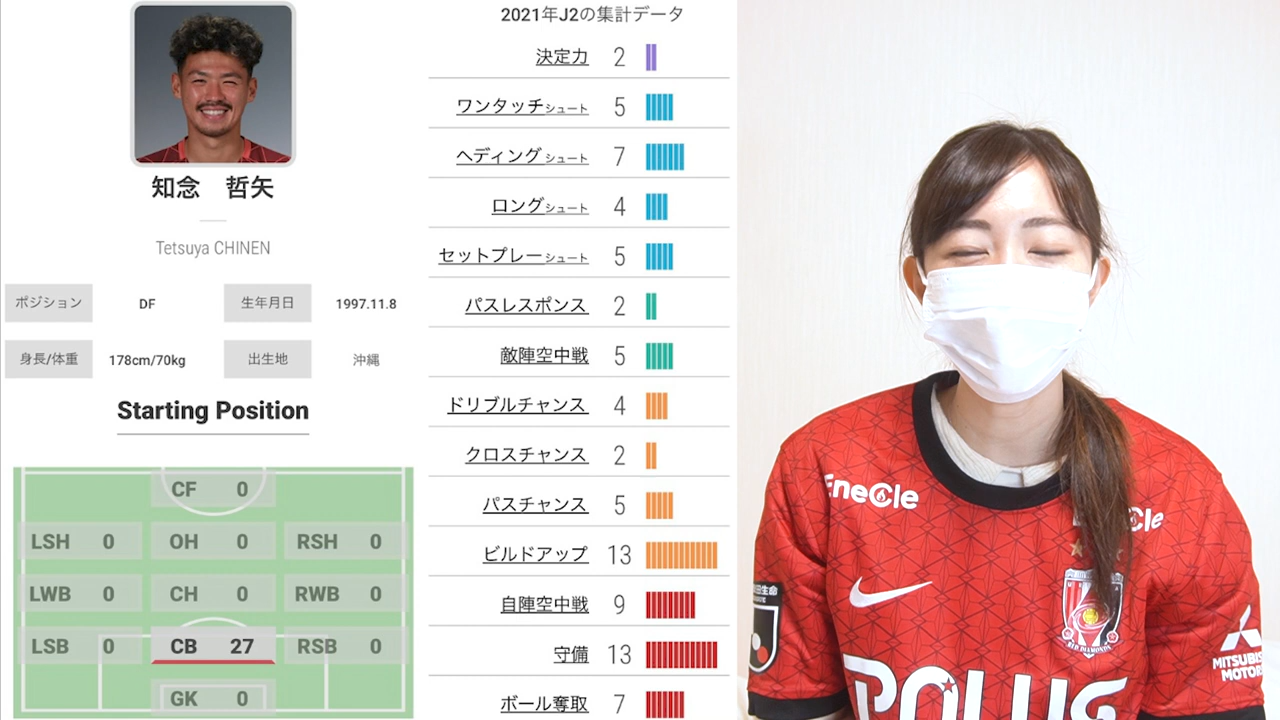 知念 哲矢
Tetsuya CHINEN
ポジション DF 生年月日 1997.11.8
身長/体重 178cm/70kg 出生地 沖縄
Starting Position
CF 0
LSH 0 OH 0 RSH 0
LWB 0 CH 0 RWB 0
LSB 0 CB 27 RSB 0
GK 0
2021年J2の集計データ
決定力 2
ワンタッチシュート 5
ヘディングシュート 7
ロングシュート 4
セットプレーシュート 5
パスレスポンス 2
敵陣空中戦 5
ドリブルチャンス 4
クロスチャンス 2
パスチャンス 5
ビルドアップ 13
自陣空中戦 9
守備 13
ボール奪取 7
EneCle
RED DIAMONDS
MITSUBISHI
MOTORS
POLUS